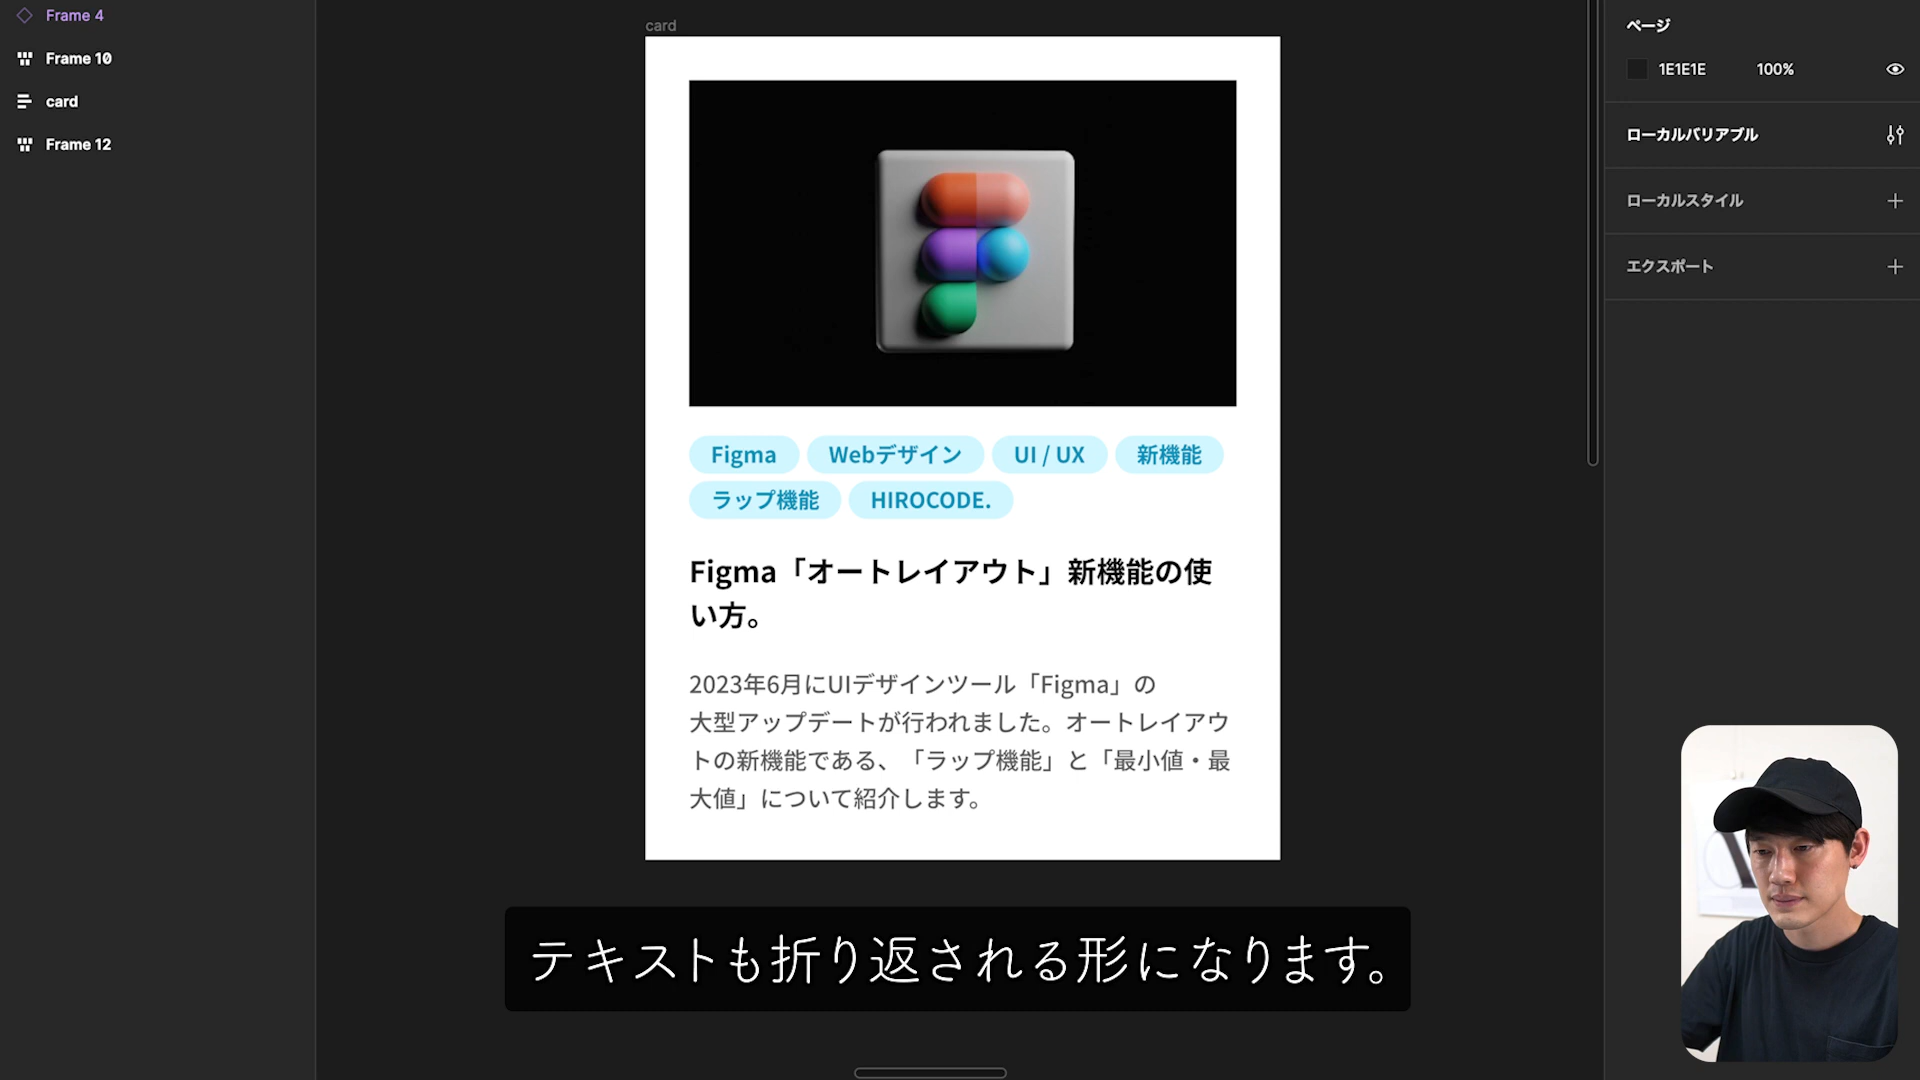 Frame 4
Frame 10
card
Frame 12
card
Figma
Webデザイン
UI / UX
新機能
ラップ機能
HIROCODE.
Figma「オートレイアウト」新機能の使
い方。
2023年6月にUIデザインツール「Figma」の
大型アップデートが行われました。オートレイアウ
トの新機能である、「ラップ機能」と「最小値・最
大値」について紹介します。
テキストも折り返される形になります。
ページ
1E1E1E 100%
ローカルバリアブル
ローカルスタイル
エクスポート